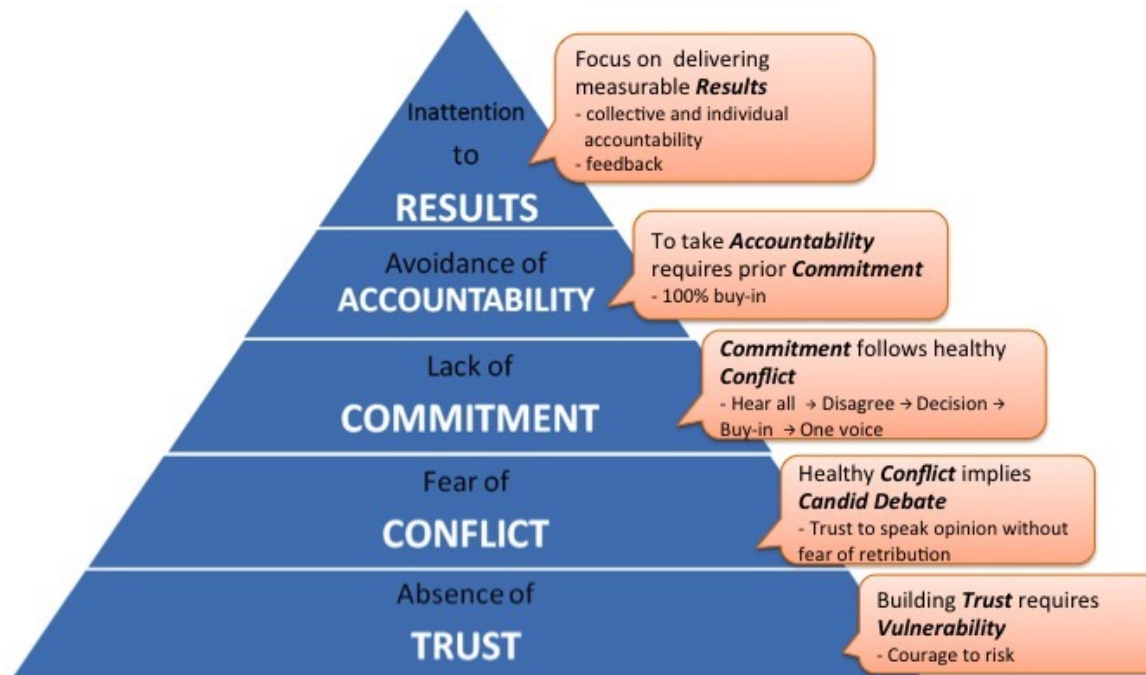 Inattention
to
RESULTS
Focus on delivering
measurable Results
- collective and individual
accountability
- feedback
Avoidance of
ACCOUNTABILITY
To take Accountability
requires prior Commitment
- 100% buy-in
Lack of
COMMITMENT
Commitment follows healthy
Conflict
- Hear all → Disagree → Decision →
Buy-in → One voice
Fear of
CONFLICT
Healthy Conflict implies
Candid Debate
- Trust to speak opinion without
fear of retribution
Absence of
TRUST
Building Trust requires
Vulnerability
- Courage to risk